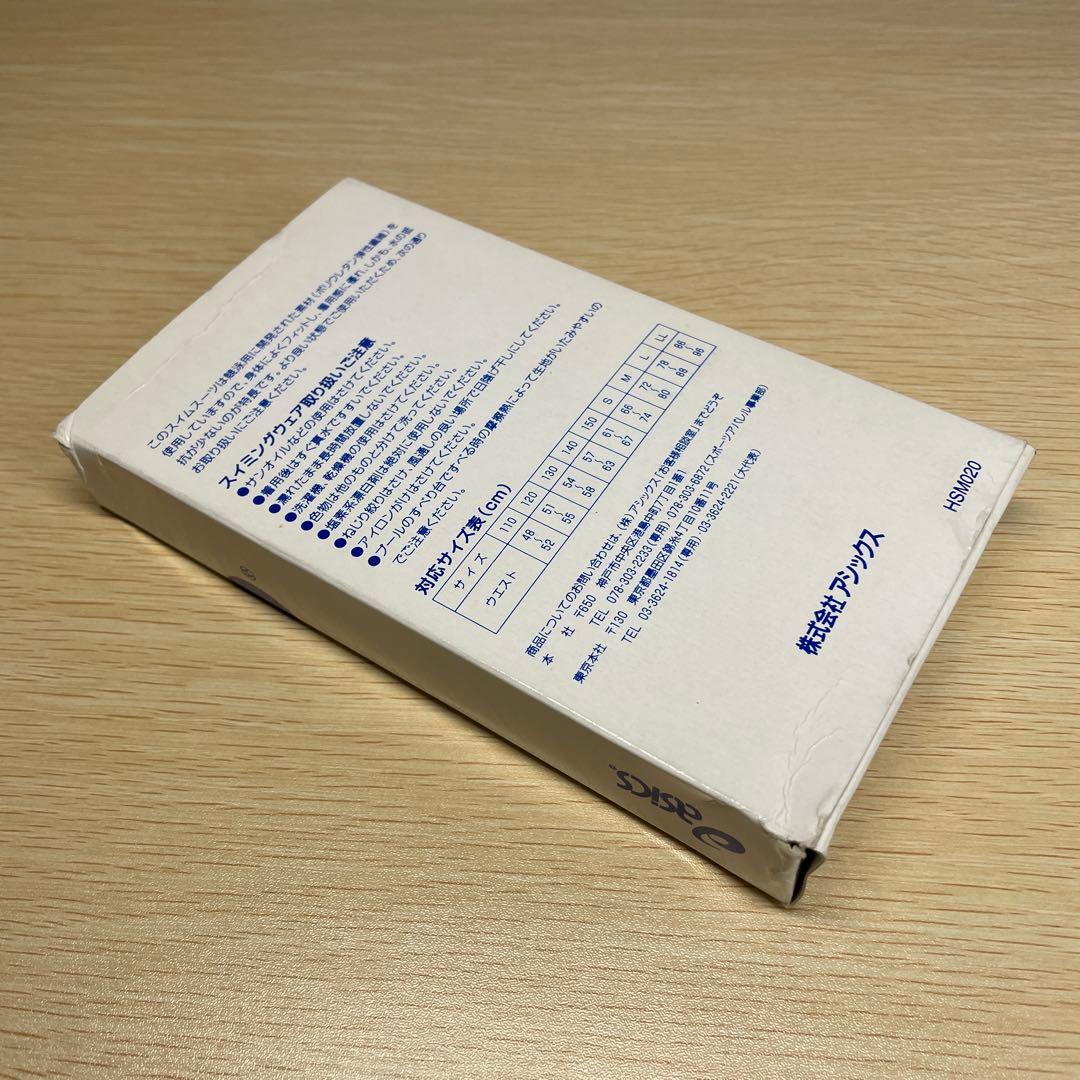 このスイムスーツは競泳用に開発された素材(ポリウレタン弾性繊維)を
使用していますので、身体によくフィットし、着用感に優れ、しかも、水の抵
抗が少ないのが特長です。より良い状態でご使用いただくため、次の通り
お取り扱いにご注意ください。
スイミングウェア取り扱いご注意
●サンオイルなどの使用はさけてください。
●着用後はすぐ真水ですすいでください。
●濡れたまま長時間放置しないでください。
●洗濯機、乾燥機の使用はさけてください。
●色物は他のものと分けて洗ってください。
●塩素系漂白剤は絶対に使用しないでください。
●ねじり絞りはさけ、風通しの良い場所で日陰げ干しにしてください。
●アイロンがけはさけてください。
●プールのすべり台ですべる時の摩擦熱によって生地がいたみやすいの
でご注意ください。
対応サイズ表(cm)
サイズ 110 120 130 140 150 S M L LL
ウエスト 48~52 51~55 54~58 57~63 61~67 66~74 72~80 78~88 86~96
商品についてのお問い合わせは、(株)アシックス「お客様相談室」までどうぞ
本 社 〒650 神戸市中央区港島中町7丁目1番1
TEL 078-303-2233(専用) 078-303-6872(スポーツアパレル事業部)
東京本社 〒130 東京都墨田区錦糸4丁目10番11号
TEL 03-3624-1814(専用) 03-3624-2221(大代表)
株式会社 アシックス
HSM020
asics